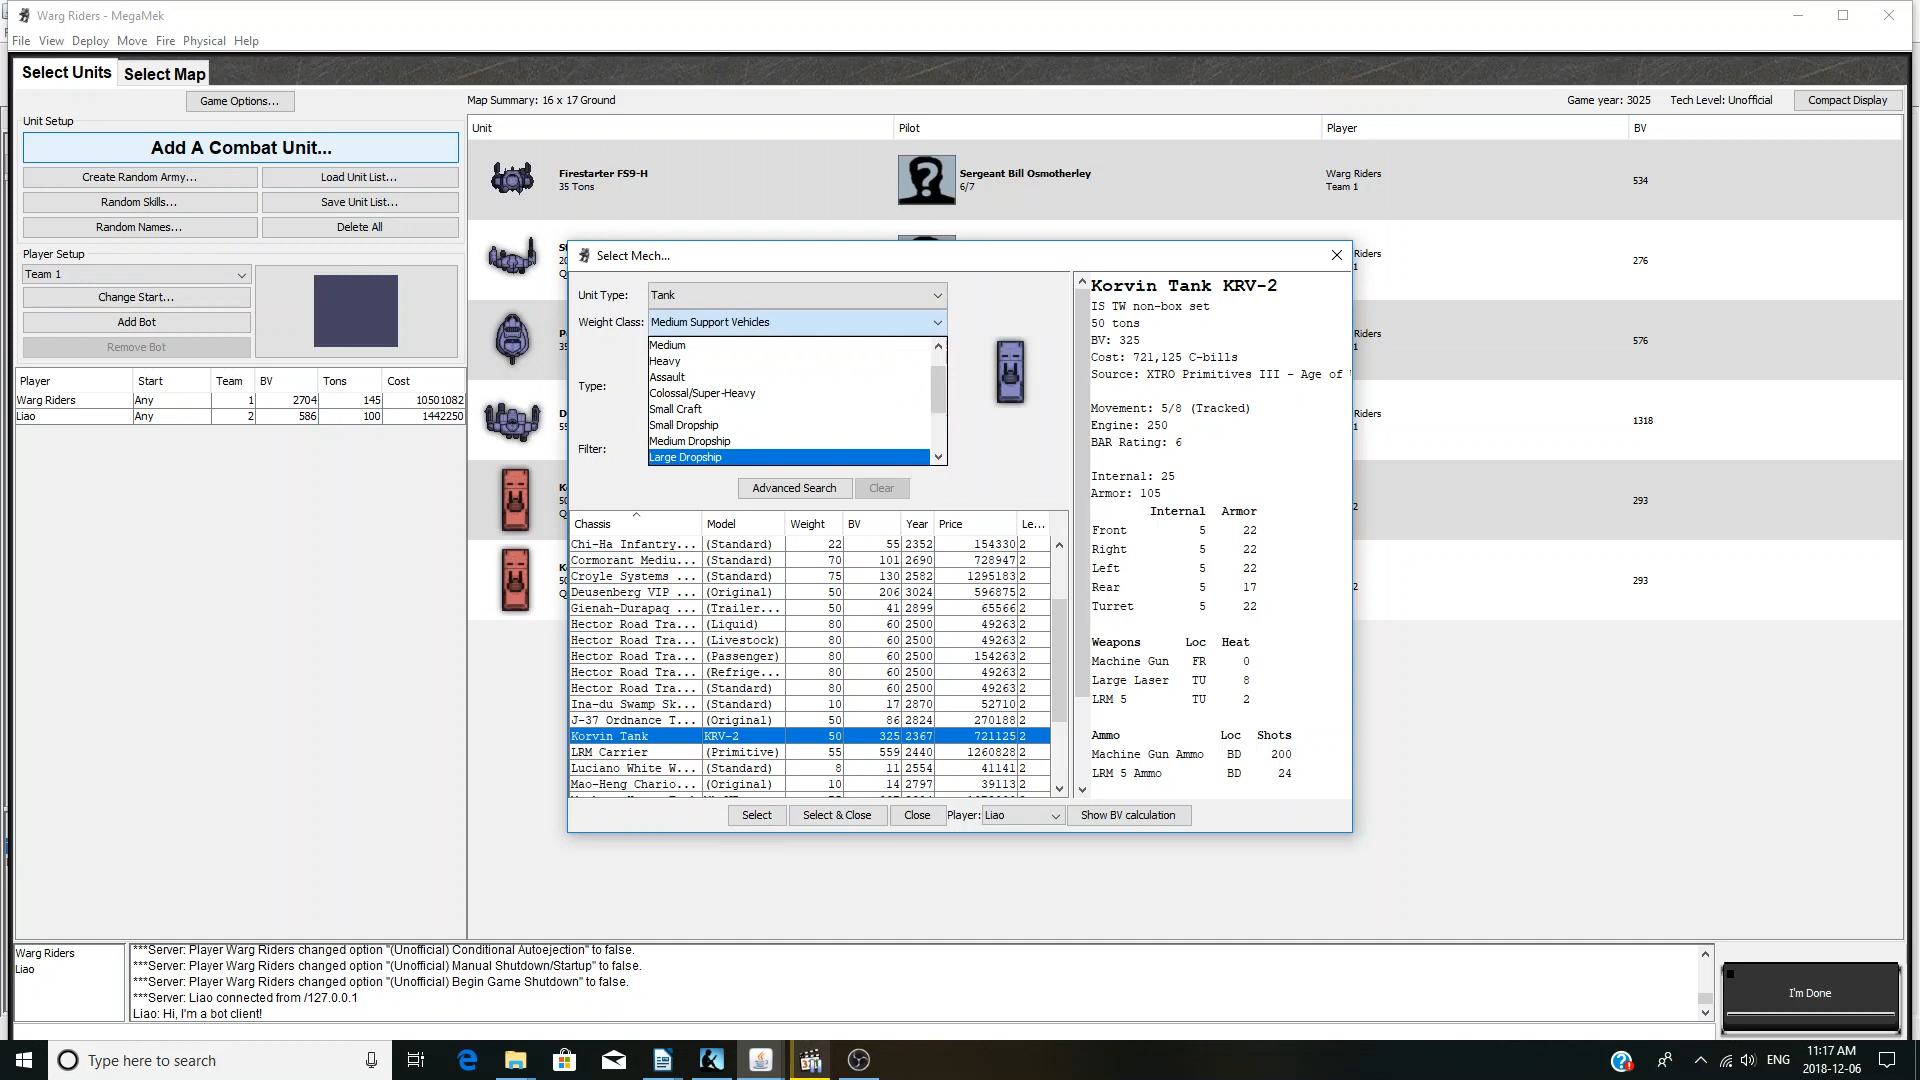 Warg Riders - MegaMek
File View Deploy Move Fire Physical Help
Select Units Select Map
Game Options...
Map Summary: 16 x 17 Ground
Game year: 3025 Tech Level: Unofficial Compact Display
Unit Setup
Add A Combat Unit...
Create Random Army... Load Unit List...
Random Skills... Save Unit List...
Random Names... Delete All
Player Setup
Team 1
Change Start...
Add Bot
Remove Bot
Player Start Team BV Tons Cost
Warg Riders Any 1 2704 145 10501082
Liao Any 2 586 100 1442250
Unit Pilot Player BV
Firestarter FS9-H
35 Tons
Sergeant Bill Osmotherley
6/7
Warg Riders
Team 1
534
Riders
1
276
Riders
1
576
Riders
1
1318
2
293
2
293
Select Mech...
Unit Type: Tank
Weight Class: Medium Support Vehicles
Medium
Heavy
Assault
Colossal/Super-Heavy
Small Craft
Small Dropship
Medium Dropship
Large Dropship
Type:
Filter:
Advanced Search Clear
Chassis Model Weight BV Year Price Le...
Chi-Ha Infantry... (Standard) 22 55 2352 154330 2
Cormorant Mediu... (Standard) 70 101 2690 728947 2
Croyle Systems ... (Standard) 75 130 2582 1295183 2
Deusenberg VIP ... (Original) 50 206 3024 596875 2
Gienah-Durapaq ... (Trailer... 50 41 2899 65566 2
Hector Road Tra... (Liquid) 80 60 2500 49263 2
Hector Road Tra... (Livestock) 80 60 2500 49263 2
Hector Road Tra... (Passenger) 80 60 2500 154263 2
Hector Road Tra... (Refrige... 80 60 2500 49263 2
Hector Road Tra... (Standard) 80 60 2500 49263 2
Ina-du Swamp Sk... (Standard) 10 17 2870 52710 2
J-37 Ordnance T... (Original) 50 86 2824 270188 2
Korvin Tank KRV-2 50 325 2367 721125 2
LRM Carrier (Primitive) 55 559 2440 1260828 2
Luciano White W... (Standard) 8 11 2554 41141 2
Mao-Heng Chario... (Original) 10 14 2797 39113 2
Select Select & Close Close Player: Liao Show BV calculation
Korvin Tank KRV-2
IS TW non-box set
50 tons
BV: 325
Cost: 721,125 C-bills
Source: XTRO Primitives III - Age of
Movement: 5/8 (Tracked)
Engine: 250
BAR Rating: 6
Internal: 25
Armor: 105
Internal Armor
Front 5 22
Right 5 22
Left 5 22
Rear 5 17
Turret 5 22
Weapons Loc Heat
Machine Gun FR 0
Large Laser TU 8
LRM 5 TU 2
Ammo Loc Shots
Machine Gun Ammo BD 200
LRM 5 Ammo BD 24
Warg Riders
Liao
***Server: Player Warg Riders changed option "(Unofficial) Conditional Autoejection" to false.
***Server: Player Warg Riders changed option "(Unofficial) Manual Shutdown/Startup" to false.
***Server: Player Warg Riders changed option "(Unofficial) Begin Game Shutdown" to false.
***Server: Liao connected from /127.0.0.1
Liao: Hi, I'm a bot client!
I'm Done
Type here to search
ENG
11:17 AM
2018-12-06